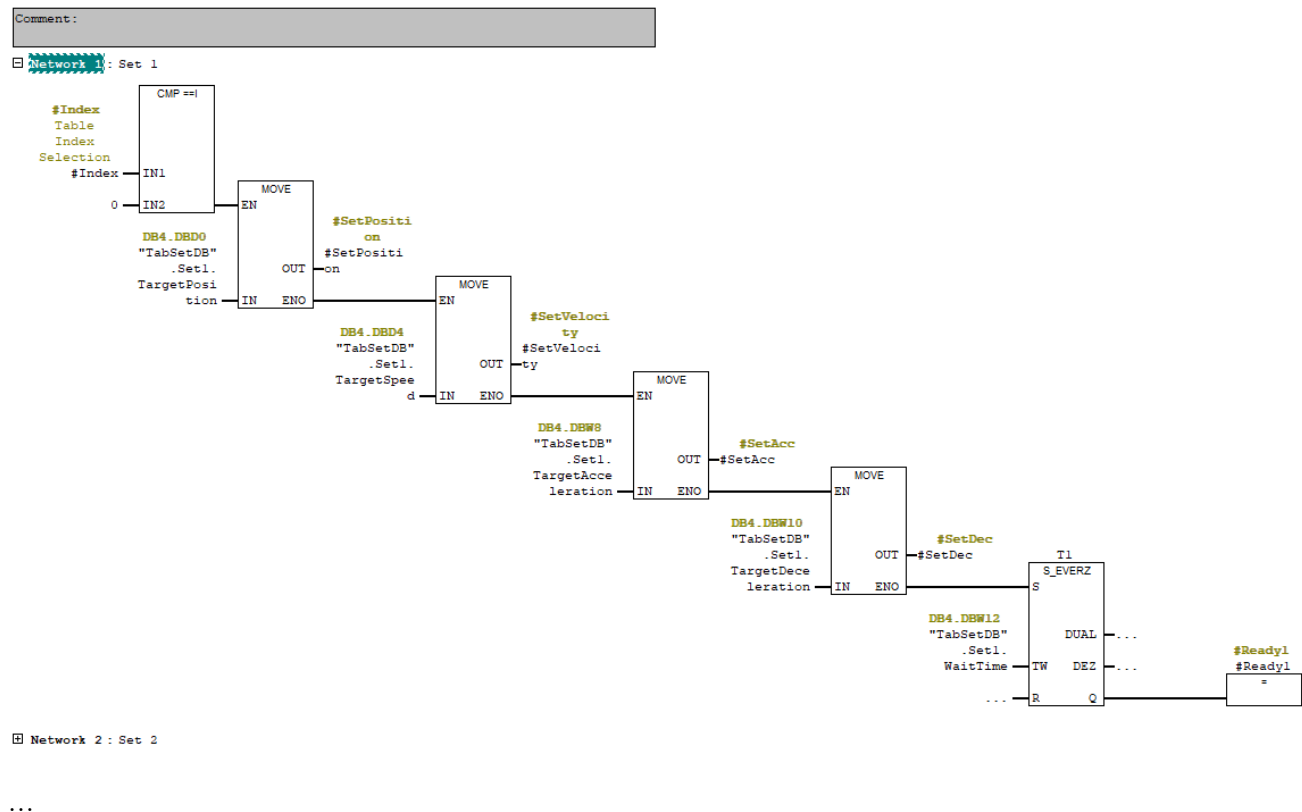 Comment:
Network 1: Set 1
CMP ==I
#Index
Table
Index
Selection
#Index
IN1
0
IN2
MOVE
EN
DB4.DBD0
"TabSetDB"
.Set1.
TargetPosi
tion
IN
OUT
ENO
#SetPositi
on
#SetPositi
on
MOVE
EN
DB4.DBD4
"TabSetDB"
.Set1.
TargetSpee
d
IN
OUT
ENO
#SetVeloci
ty
#SetVeloci
ty
MOVE
EN
DB4.DBW8
"TabSetDB"
.Set1.
TargetAcce
leration
IN
OUT
ENO
#SetAcc
#SetAcc
MOVE
EN
DB4.DBW10
"TabSetDB"
.Set1.
TargetDece
leration
IN
OUT
ENO
#SetDec
#SetDec
T1
S_EVERZ
S
DB4.DBW12
"TabSetDB"
.Set1.
WaitTime
TW
DUAL
...
DEZ
...
...
R
Q
#Ready1
#Ready1
=
Network 2 : Set 2
...